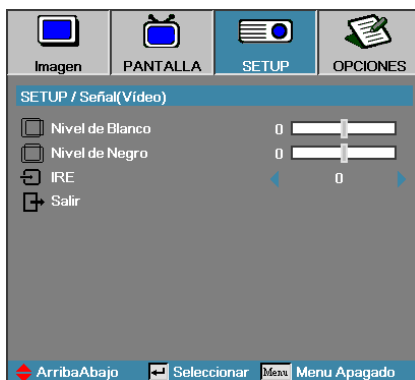 Imagen PANTALLA SETUP OPCIONES
SETUP / Señal(Vídeo)
Nivel de Blanco 0
Nivel de Negro 0
IRE 0
Salir
ArribaAbajo Seleccionar Menu Menu Apagado